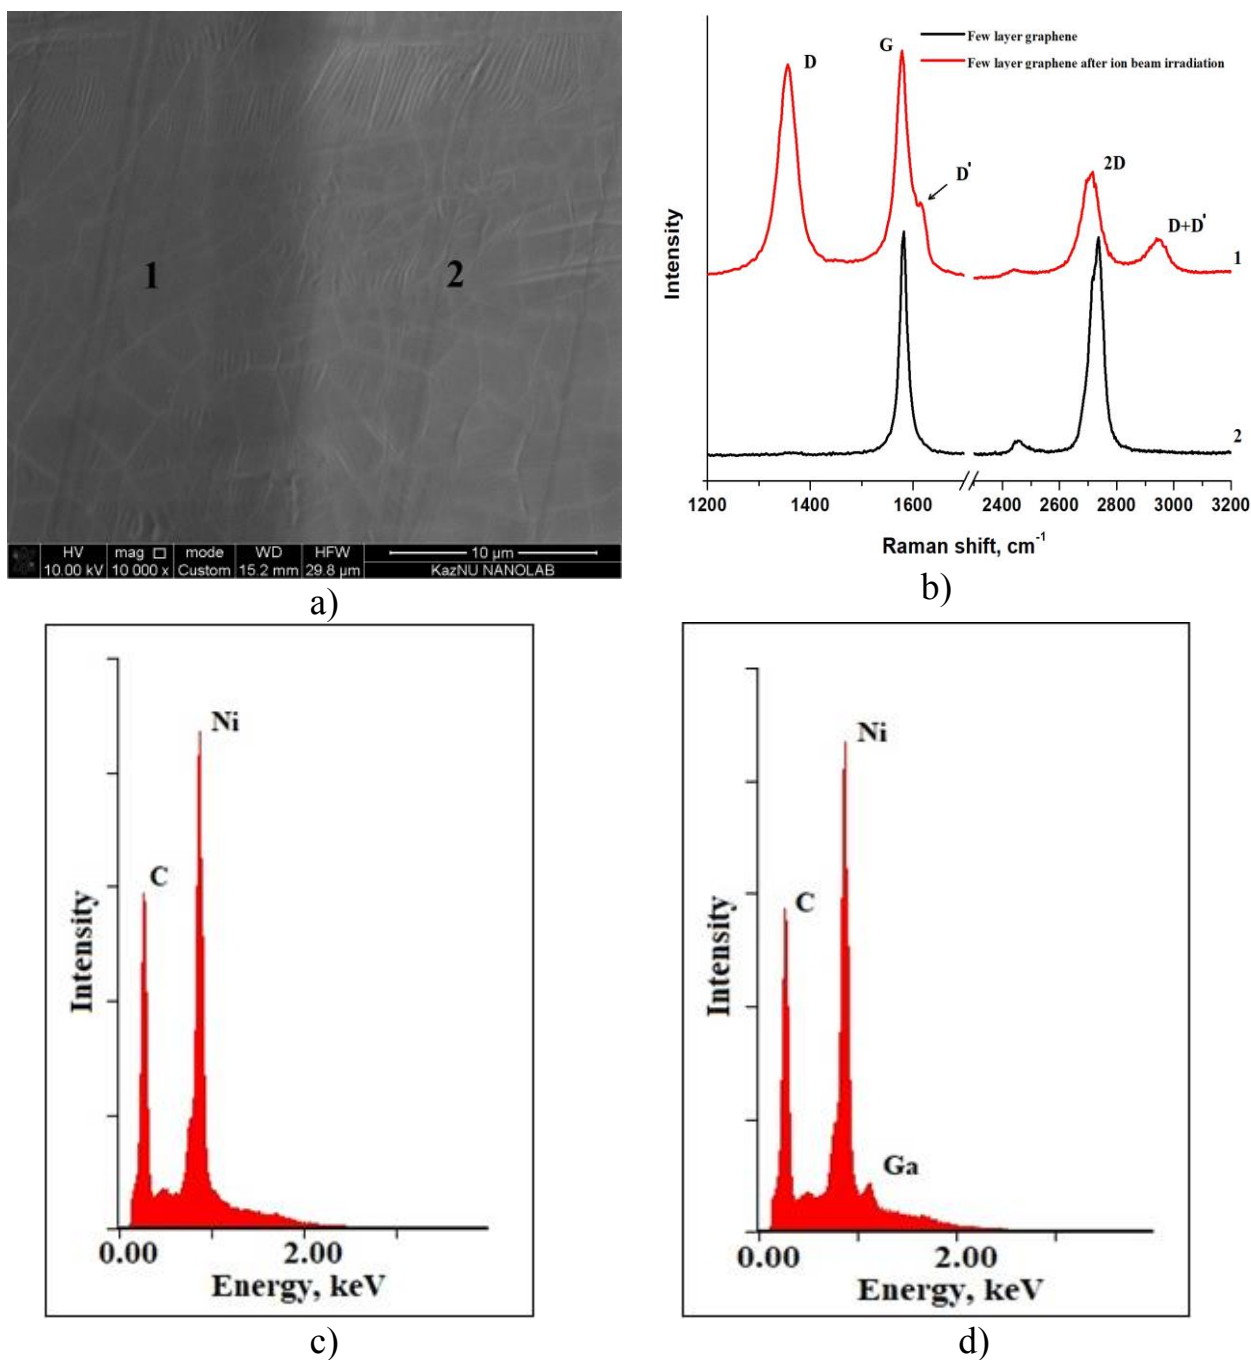 1
2
HV mag □ mode WD HFW 10 µm
10.00 kV 10 000 x Custom 15.2 mm 29.8 µm KazNU NANOLAB
a)
Few layer graphene
Few layer graphene after ion beam irradiation
D
G
D'
2D
D+D'
1
2
Intensity
1200 1400 1600 2400 2600 2800 3000 3200
Raman shift, cm-1
b)
Ni
C
Intensity
0.00 2.00
Energy, keV
c)
Ni
C
Ga
Intensity
0.00 2.00
Energy, keV
d)